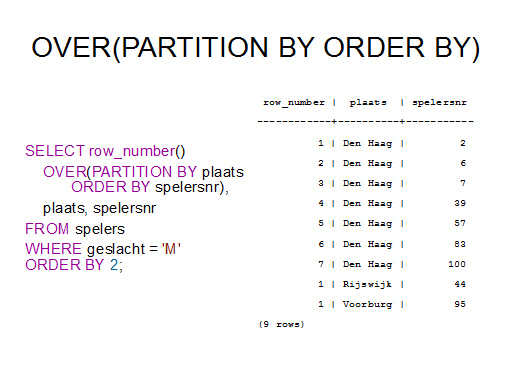 OVER(PARTITION BY ORDER BY)
SELECT row_number()
OVER(PARTITION BY plaats
ORDER BY spelersnr),
plaats, spelersnr
FROM spelers
WHERE geslacht = 'M'
ORDER BY 2;
row_number | plaats | spelersnr
------------+----------+-----------
1 | Den Haag | 2
2 | Den Haag | 6
3 | Den Haag | 7
4 | Den Haag | 39
5 | Den Haag | 57
6 | Den Haag | 83
7 | Den Haag | 100
1 | Rijswijk | 44
1 | Voorburg | 95
(9 rows)